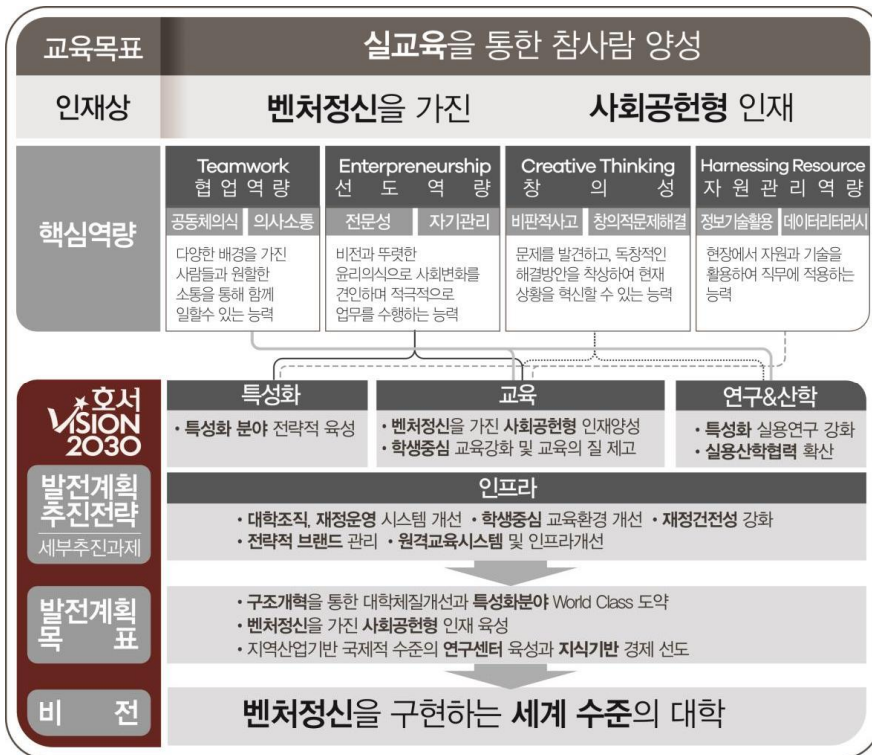 교육목표
실교육을 통한 참사람 양성
인재상
벤처정신을 가진 사회공헌형 인재
핵심역량
Teamwork
협업역량
공동체의식 의사소통
다양한 배경을 가진
사람들과 원할한
소통을 통해 함께
일할수 있는 능력
Enterpreneurship
선도역량
전문성 자기관리
비전과 뚜렷한
윤리의식으로 사회변화를
견인하며 적극적으로
업무를 수행하는 능력
Creative Thinking
창의성
비판적사고 창의적문제해결
문제를 발견하고, 독창적인
해결방안을 착상하여 현재
상황을 혁신할 수 있는 능력
Harnessing Resource
자원관리역량
정보기술활용 데이터리터러시
현장에서 자원과 기술을
활용하여 직무에 적용하는
능력
호서
VISION
2030
특성화
• 특성화 분야 전략적 육성
교육
• 벤처정신을 가진 사회공헌형 인재양성
• 학생중심 교육강화 및 교육의 질 제고
연구&산학
• 특성화 실용연구 강화
• 실용산학협력 확산
발전계획
추진전략
세부추진과제
인프라
• 대학조직, 재정운영 시스템 개선 • 학생중심 교육환경 개선 • 재정건전성 강화
• 전략적 브랜드 관리 • 원격교육시스템 및 인프라개선
발전계획
목표
• 구조개혁을 통한 대학체질개선과 특성화분야 World Class 도약
• 벤처정신을 가진 사회공헌형 인재 육성
• 지역산업기반 국제적 수준의 연구센터 육성과 지식기반 경제 선도
비전
벤처정신을 구현하는 세계 수준의 대학